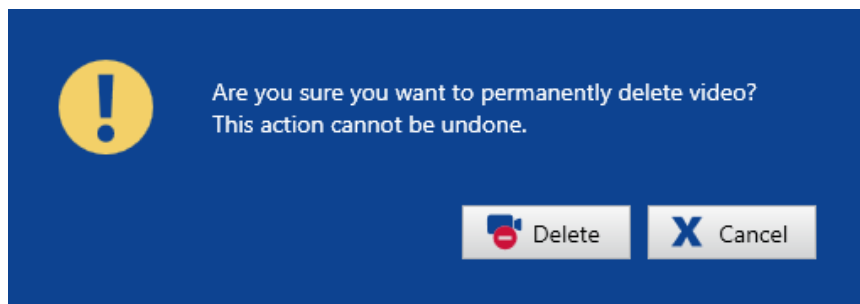 Are you sure you want to permanently delete video?
This action cannot be undone.
Delete
Cancel